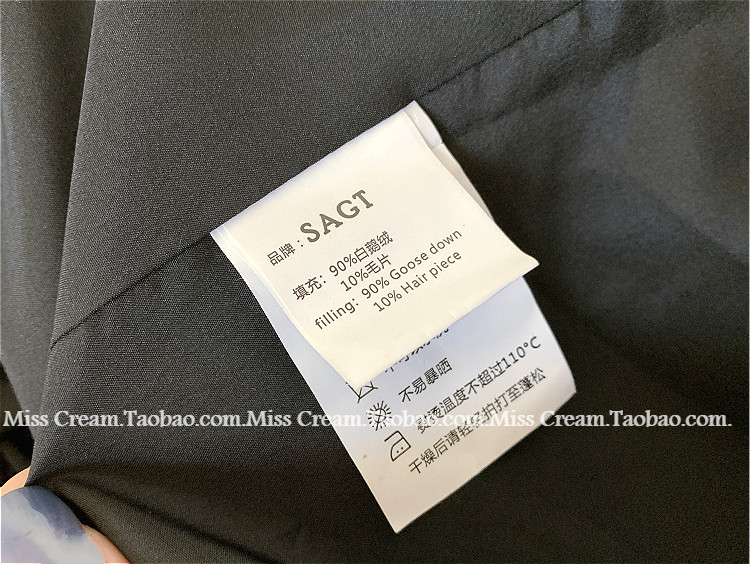 品牌：SAGT
填充：90%白鹅绒
10%毛片
filling: 90% Goose down
10% Hair piece
不易暴晒
温度不超过110°C
干燥后请轻轻护打至蓬松
Miss Cream.Taobao.com.Miss Cream.Taobao.com.Miss Cream.Taobao.com.